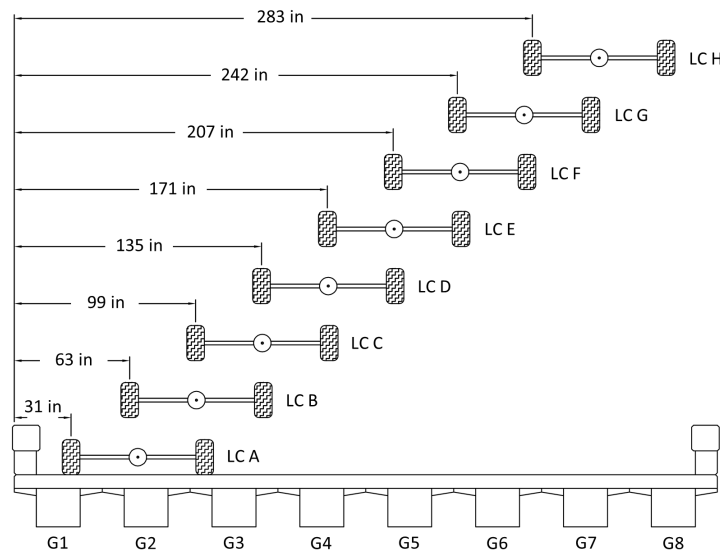 283 in
LC H
242 in
LC G
207 in
LC F
171 in
LC E
135 in
LC D
99 in
LC C
63 in
LC B
31 in
LC A
G1 G2 G3 G4 G5 G6 G7 G8